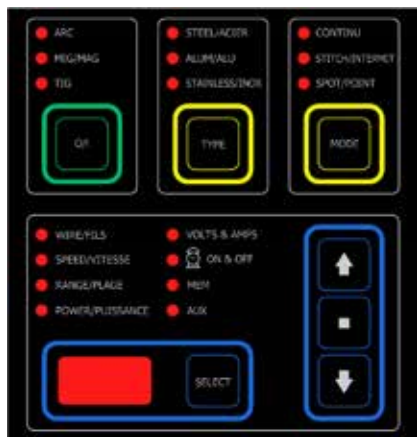 ARC
MIG/MAG
TIG
STEEL/ACIER
ALUM/ALU
STAINLESS/INOX
CONTINU
STITCH/INTERMIT
SPOT/POINT
TYPE
MODE
WIRE/FILS
SPEED/VITESSE
RANGE/PLAGE
POWER/PUISSANCE
VOLTS & AMPS
ON & OFF
MEM
AUX
SELECT